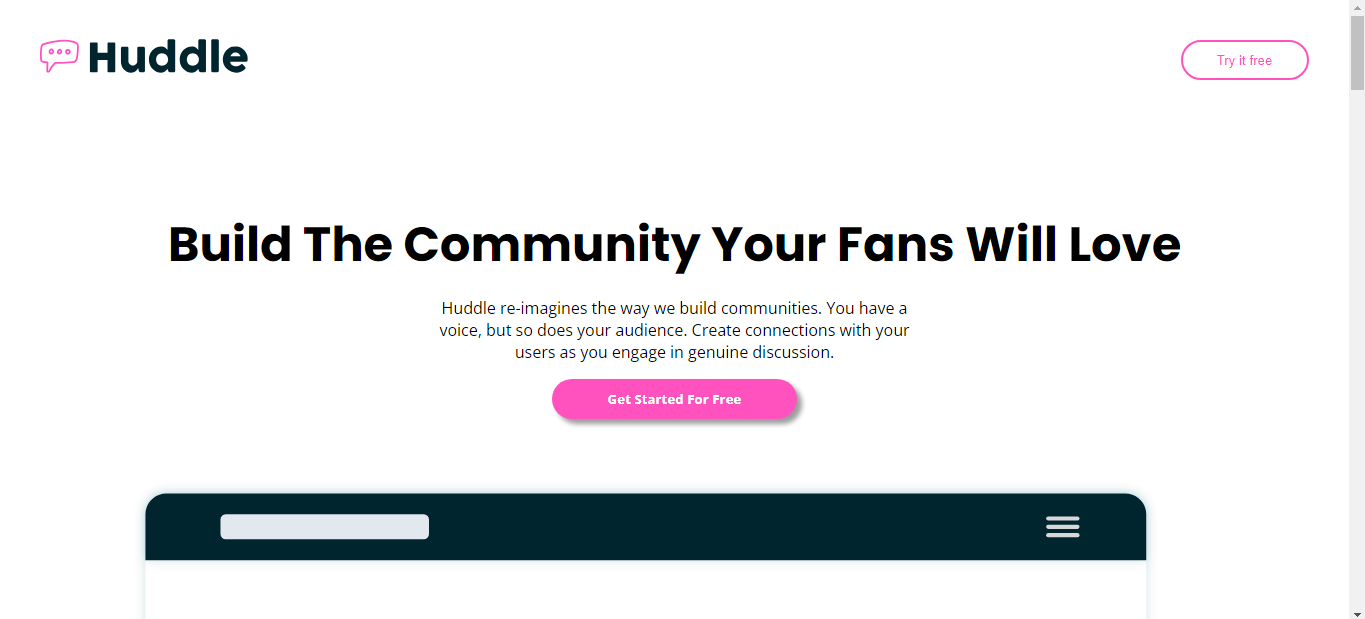 Huddle
Try it free
Build The Community Your Fans Will Love
Huddle re-imagines the way we build communities. You have a
voice, but so does your audience. Create connections with your
users as you engage in genuine discussion.
Get Started For Free